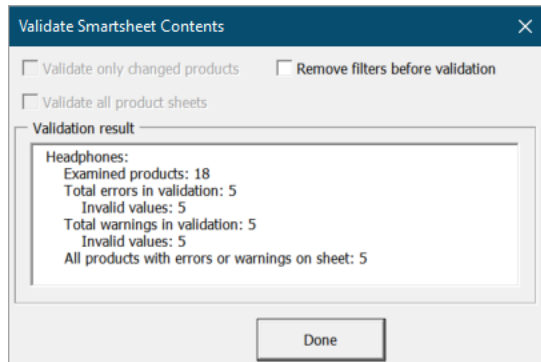 Validate Smartsheet Contents
Validate only changed products
Remove filters before validation
Validate all product sheets
Validation result
Headphones:
Examined products: 18
Total errors in validation: 5
Invalid values: 5
Total warnings in validation: 5
Invalid values: 5
All products with errors or warnings on sheet: 5
Done